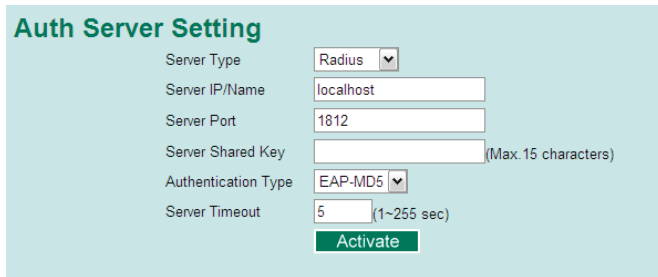 Auth Server Setting
Server Type Radius
Server IP/Name localhost
Server Port 1812
Server Shared Key (Max.15 characters)
Authentication Type EAP-MD5
Server Timeout 5 (1~255 sec)
Activate